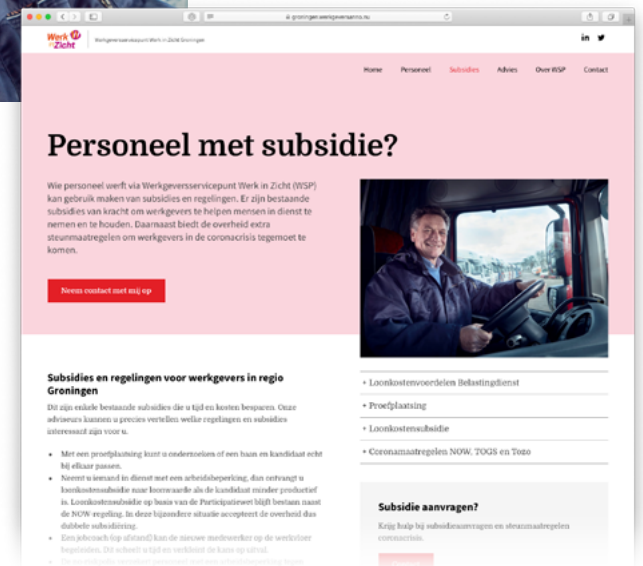 groningen.werkgeversarns.nu
Werk
in Zicht
Werkgeversservicepunt Werk in Zicht Groningen
Home Personeel Subsidies Advies Over WSP Contact
Personeel met subsidie?
Wie personeel werft via Werkgeversservicepunt Werk in Zicht (WSP)
kan gebruik maken van subsidies en regelingen. Er zijn bestaande
subsidies van kracht om werkgevers te helpen mensen in dienst te
nemen en te houden. Daarnaast biedt de overheid extra
steunmaatregelen om werkgevers in de coronacrisis tegemoet te
komen.
Neem contact met mij op
Subsidies en regelingen voor werkgevers in regio
Groningen
Dit zijn enkele bestaande subsidies die u tijd en kosten besparen. Onze
adviseurs kunnen u precies vertellen welke regelingen en subsidies
interessant zijn voor u.
• Met een proefplaatsing kunt u onderzoeken of een baan en kandidaat echt
bij elkaar passen.
• Neemt u iemand in dienst met een arbeidsbeperking, dan ontvangt u
loonkostensubsidie naar loonwaarde als de kandidaat minder productief
is. Loonkostensubsidie op basis van de Participatiewet blijft bestaan naast
de NOW-regeling. In deze bijzondere situatie accepteert de overheid dus
dubbele subsidiëring.
• Een jobcoach (op afstand) kan de nieuwe medewerker op de werkvloer
begeleiden. Dit scheelt u tijd en verkleint de kans op uitval.
+ Loonkostenvoordelen Belastingdienst
+ Proefplaatsing
+ Loonkostensubsidie
+ Coronamaatregelen NOW, TOGS en Tozo
Subsidie aanvragen?
Krijg hulp bij subsidieaanvragen en steunmaatregelen
coronacrisis.